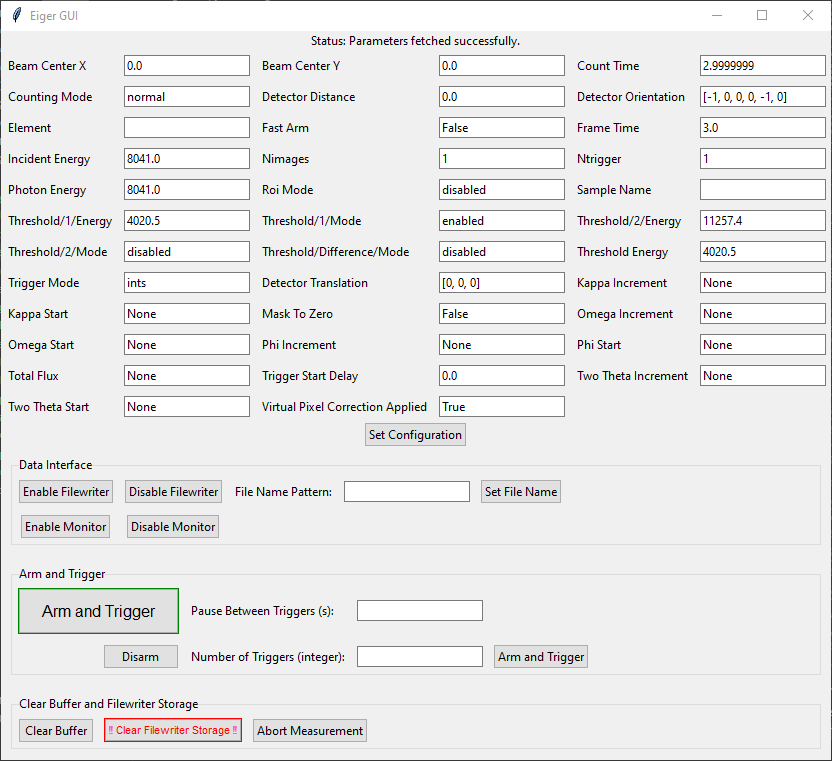 Eiger GUI
Status: Parameters fetched successfully.
Beam Center X 0.0 Beam Center Y 0.0 Count Time 2.9999999
Counting Mode normal Detector Distance 0.0 Detector Orientation [-1, 0, 0, 0, -1, 0]
Element Fast Arm False Frame Time 3.0
Incident Energy 8041.0 Nimages 1 Ntrigger 1
Photon Energy 8041.0 Roi Mode disabled Sample Name
Threshold/1/Energy 4020.5 Threshold/1/Mode enabled Threshold/2/Energy 11257.4
Threshold/2/Mode disabled Threshold/Difference/Mode disabled Threshold Energy 4020.5
Trigger Mode ints Detector Translation [0, 0, 0] Kappa Increment None
Kappa Start None Mask To Zero False Omega Increment None
Omega Start None Phi Increment None Phi Start None
Total Flux None Trigger Start Delay 0.0 Two Theta Increment None
Two Theta Start None Virtual Pixel Correction Applied True
Set Configuration
Data Interface
Enable Filewriter Disable Filewriter File Name Pattern: Set File Name
Enable Monitor Disable Monitor
Arm and Trigger
Arm and Trigger Pause Between Triggers (s):
Disarm Number of Triggers (integer): Arm and Trigger
Clear Buffer and Filewriter Storage
Clear Buffer !! Clear Filewriter Storage !! Abort Measurement